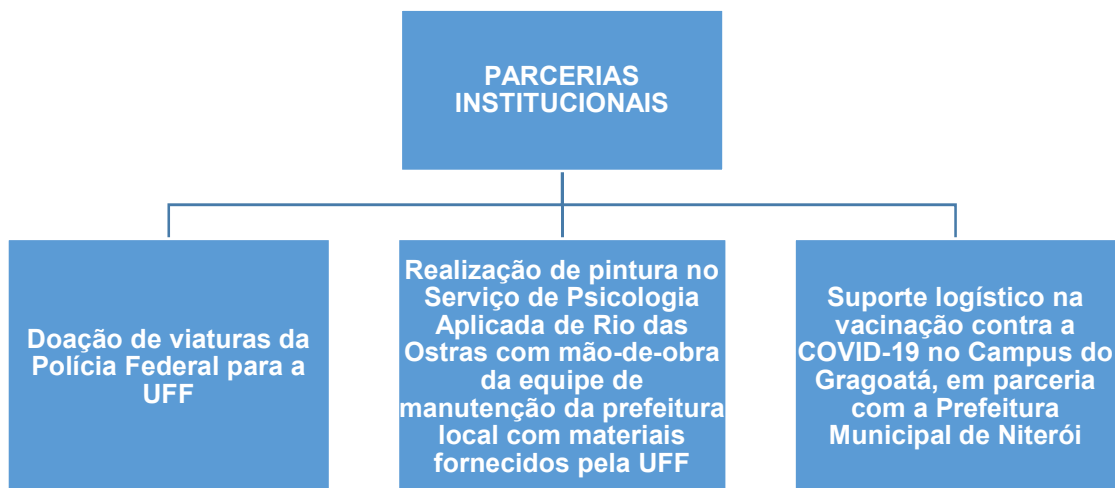 PARCERIAS
INSTITUCIONAIS
Doação de viaturas da
Polícia Federal para a
UFF
Realização de pintura no
Serviço de Psicologia
Aplicada de Rio das
Ostras com mão-de-obra
da equipe de
manutenção da prefeitura
local com materiais
fornecidos pela UFF
Suporte logístico na
vacinação contra a
COVID-19 no Campus do
Gragoatá, em parceria
com a Prefeitura
Municipal de Niterói